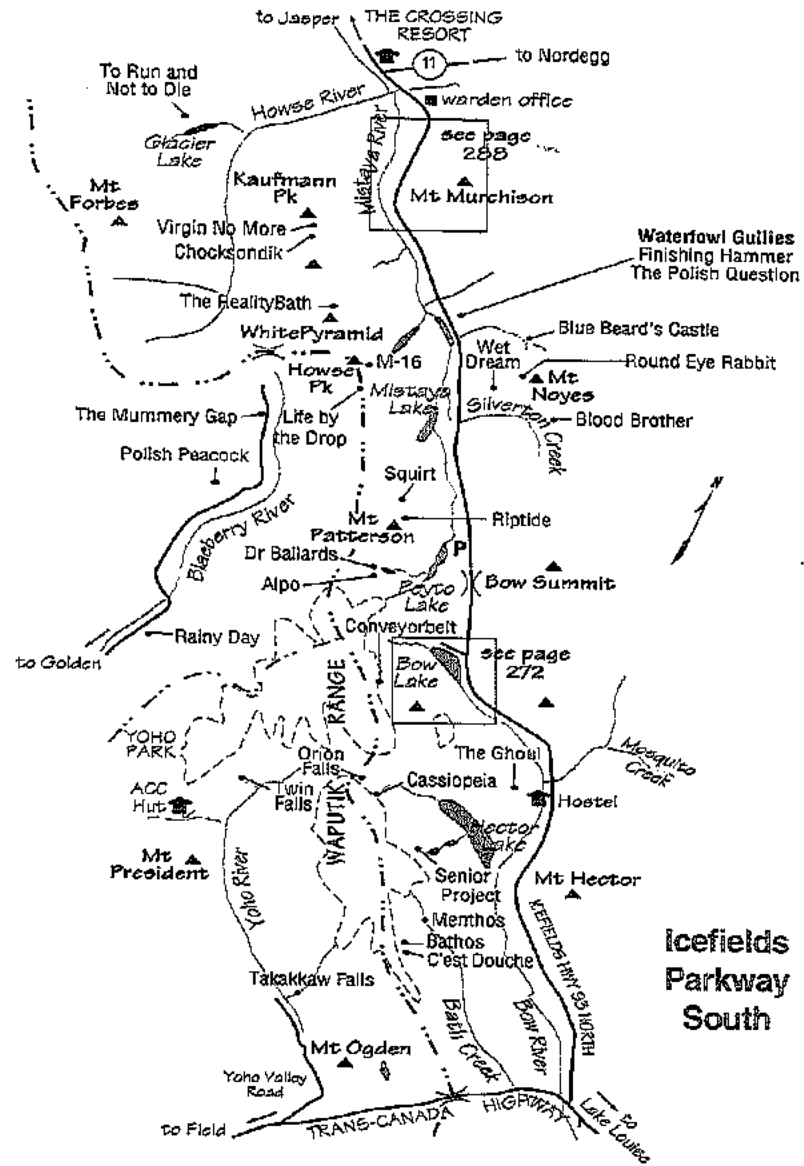 to Jasper
THE CROSSING
RESORT
11
to Nordegg
To Run and
Not to Die
Howse River
warden office
Glacier
Lake
Mistaya River
see page
288
Mt
Forbes
Kaufmann
Pk
Mt Murchison
Virgin No More
Chocksondik
Waterfowl Gullies
Finishing Hammer
The Polish Question
The RealityBath
WhitePyramid
Blue Beard's Castle
Wet
Dream
Round Eye Rabbit
Howse
Pk
M-16
Mt
Noyes
Mistaya
Lake
Silverton Creek
The Mummery Gap
Life by
the Drop
Blood Brother
Polish Peacock
Squirt
N
Mt
Patterson
Riptide
Blaeberry River
P
Dr Ballards
Alpo
Peyto
Lake
Bow Summit
Conveyorbelt
Rainy Day
to Golden
Bow
Lake
see page
272
WAPUTIK RANGE
YOHO
PARK
Orion
Falls
The Ghoul
Mosquito
Creek
Twin
Falls
Cassiopeia
ACC
Hut
Hostel
Hector
Lake
Mt
President
Yoho River
Senior
Project
Mt Hector
Menthos
Bathos
C'est Douche
ICEFIELDS HWY 93 NORTH
Icefields
Parkway
South
Takakkaw Falls
Bath Creek
Bow River
Mt Ogden
Yoho Valley
Road
to Field
TRANS-CANADA HIGHWAY
to
Lake Louise